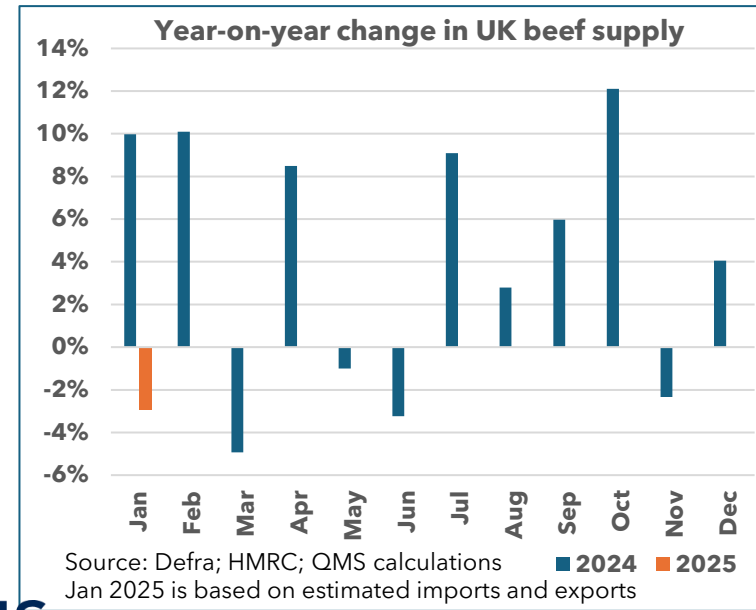 Year-on-year change in UK beef supply
14%
12%
10%
8%
6%
4%
2%
0%
-2%
-4%
-6%
Jan Feb Mar Apr May Jun Jul Aug Sep Oct Nov Dec
Source: Defra; HMRC; QMS calculations 2024 2025
Jan 2025 is based on estimated imports and exports